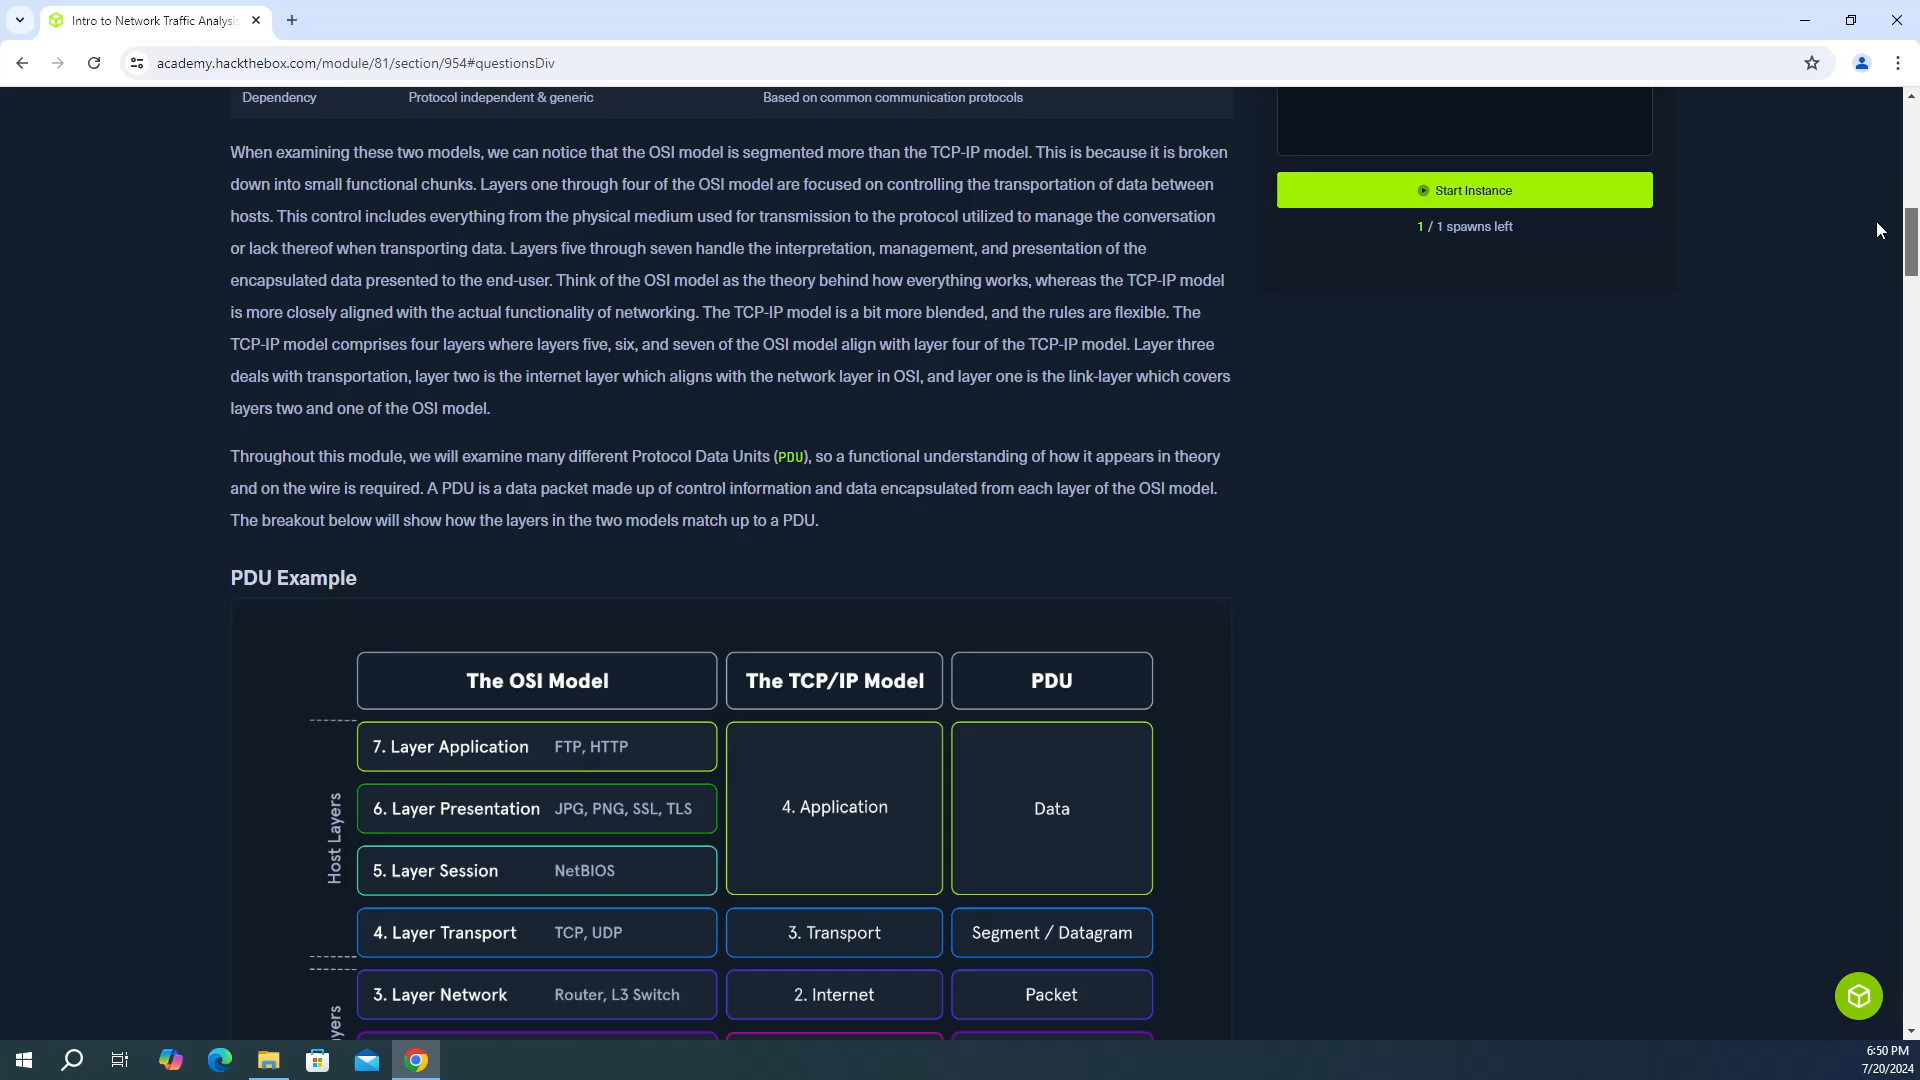 Intro to Network Traffic Analysis
academy.hackthebox.com/module/81/section/954#questionsDiv
Dependency Protocol independent & generic Based on common communication protocols
When examining these two models, we can notice that the OSI model is segmented more than the TCP-IP model. This is because it is broken
down into small functional chunks. Layers one through four of the OSI model are focused on controlling the transportation of data between
hosts. This control includes everything from the physical medium used for transmission to the protocol utilized to manage the conversation
or lack thereof when transporting data. Layers five through seven handle the interpretation, management, and presentation of the
encapsulated data presented to the end-user. Think of the OSI model as the theory behind how everything works, whereas the TCP-IP model
is more closely aligned with the actual functionality of networking. The TCP-IP model is a bit more blended, and the rules are flexible. The
TCP-IP model comprises four layers where layers five, six, and seven of the OSI model align with layer four of the TCP-IP model. Layer three
deals with transportation, layer two is the internet layer which aligns with the network layer in OSI, and layer one is the link-layer which covers
layers two and one of the OSI model.
Throughout this module, we will examine many different Protocol Data Units (PDU), so a functional understanding of how it appears in theory
and on the wire is required. A PDU is a data packet made up of control information and data encapsulated from each layer of the OSI model.
The breakout below will show how the layers in the two models match up to a PDU.
Start Instance
1 / 1 spawns left
PDU Example
The OSI Model The TCP/IP Model PDU
Host Layers
7. Layer Application FTP, HTTP
6. Layer Presentation JPG, PNG, SSL, TLS
5. Layer Session NetBIOS
4. Application
Data
4. Layer Transport TCP, UDP 3. Transport Segment / Datagram
3. Layer Network Router, L3 Switch 2. Internet Packet
6:50 PM
7/20/2024